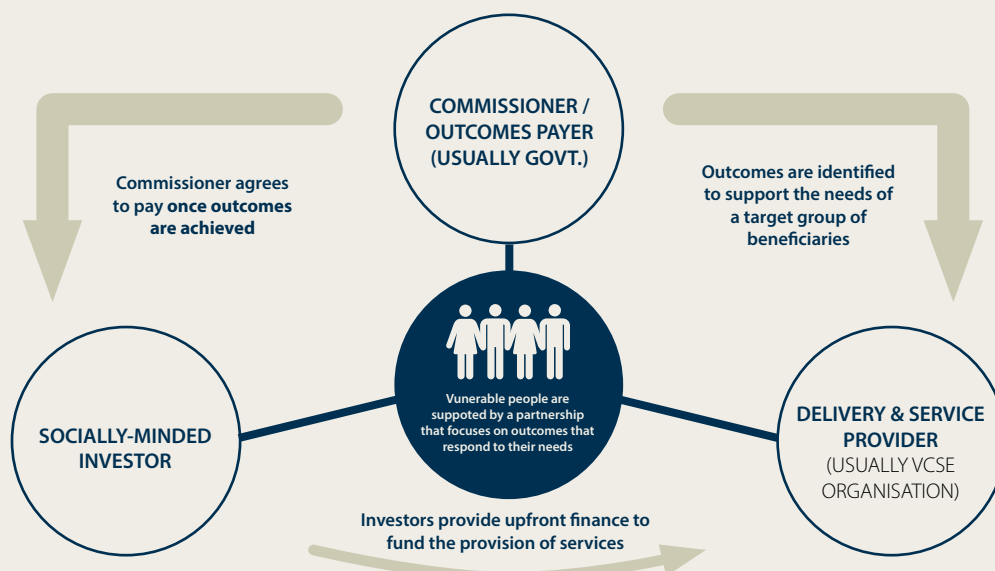 COMMISSIONER /
OUTCOMES PAYER
(USUALLY GOVT.)
Commissioner agrees
to pay once outcomes
are achieved
Outcomes are identified
to support the needs of
a target group of
beneficiaries
Vunerable people are
suppoted by a partnership
that focuses on outcomes that
respond to their needs
SOCIALLY-MINDED
INVESTOR
DELIVERY & SERVICE
PROVIDER
(USUALLY VCSE
ORGANISATION)
Investors provide upfront finance to
fund the provision of services